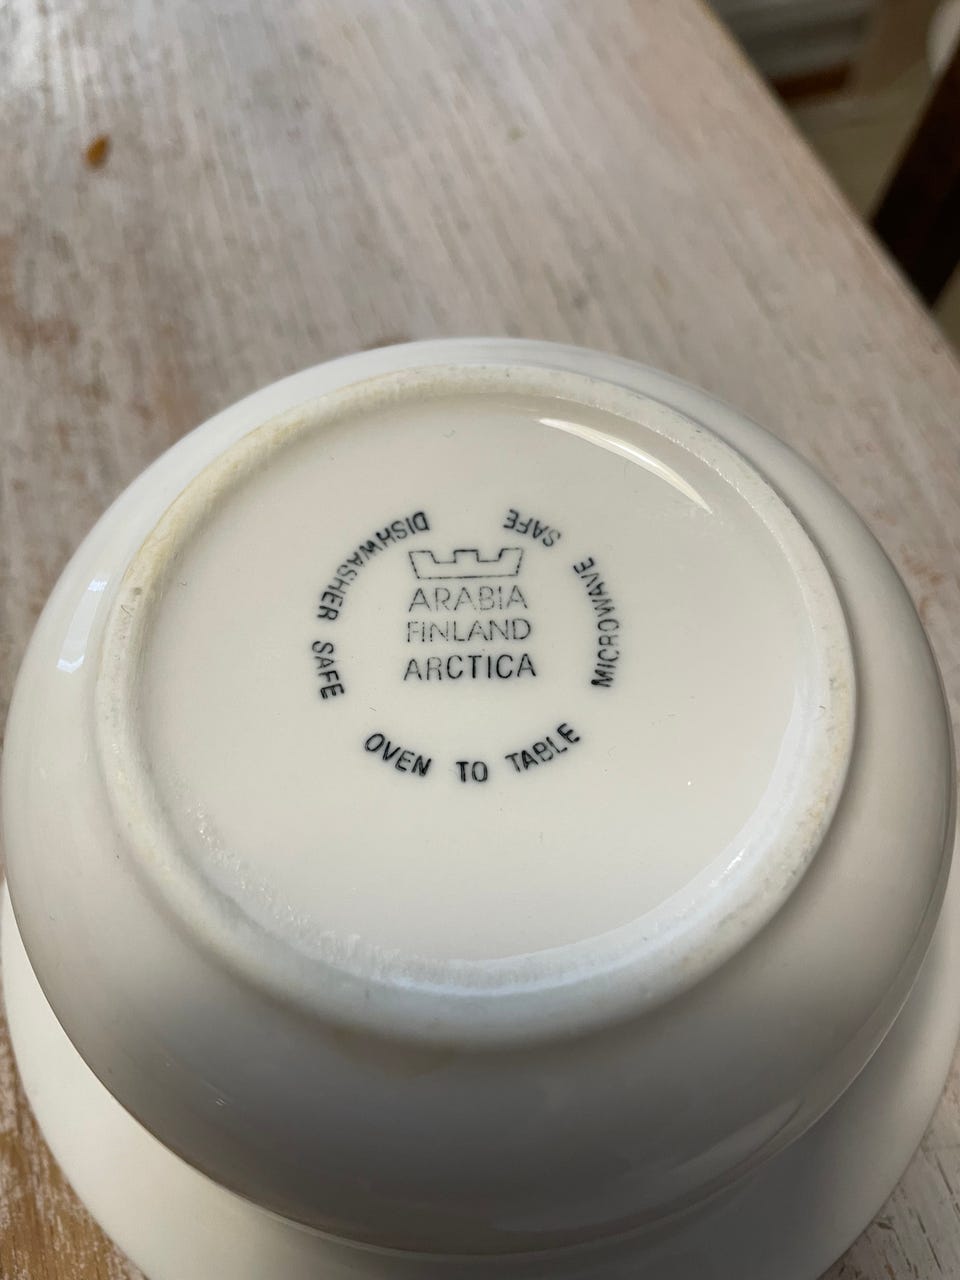 ARABIA
FINLAND
ARCTICA
DISHWASHER SAFE
OVEN TO TABLE
MICROWAVE SAFE